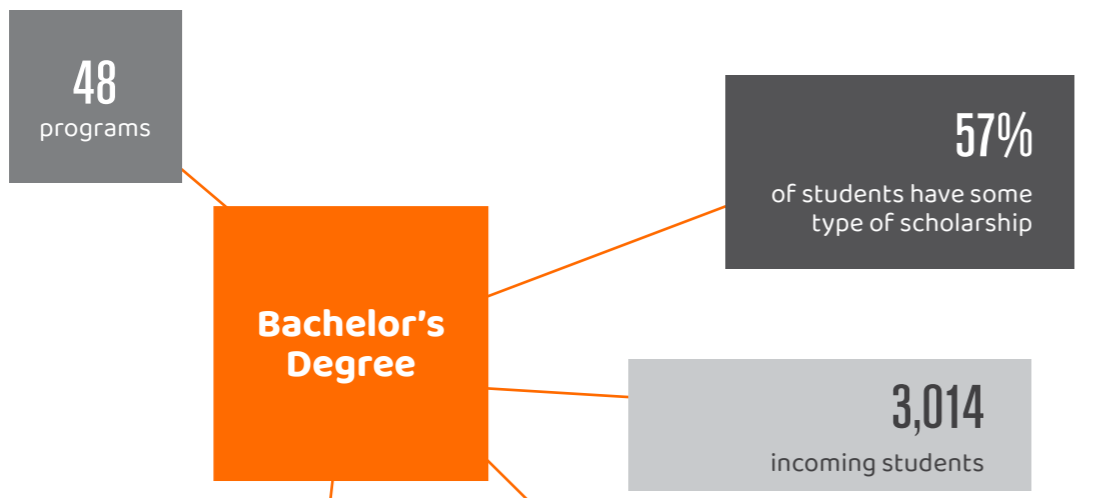 48
programs
57%
of students have some
type of scholarship
Bachelor’s
Degree
3,014
incoming students